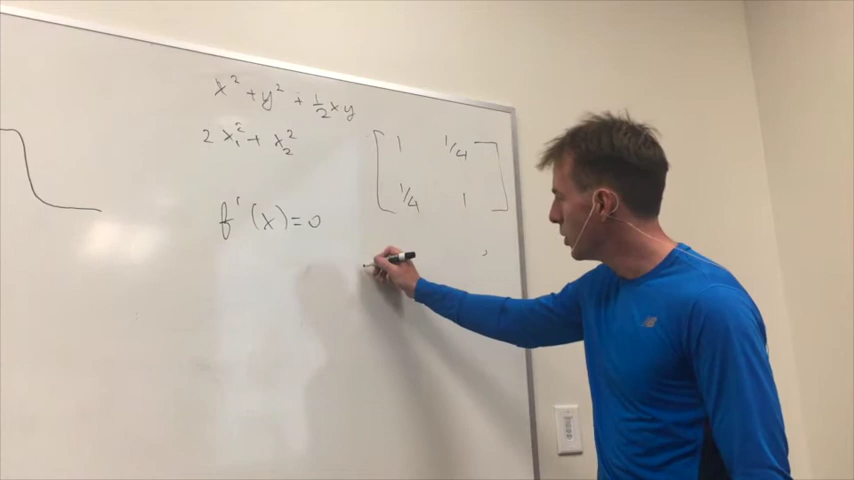 x² + y² + ½xy
2x₁² + x₂²
f'(x)=0
[ 1 1/4
1/4 1 ]